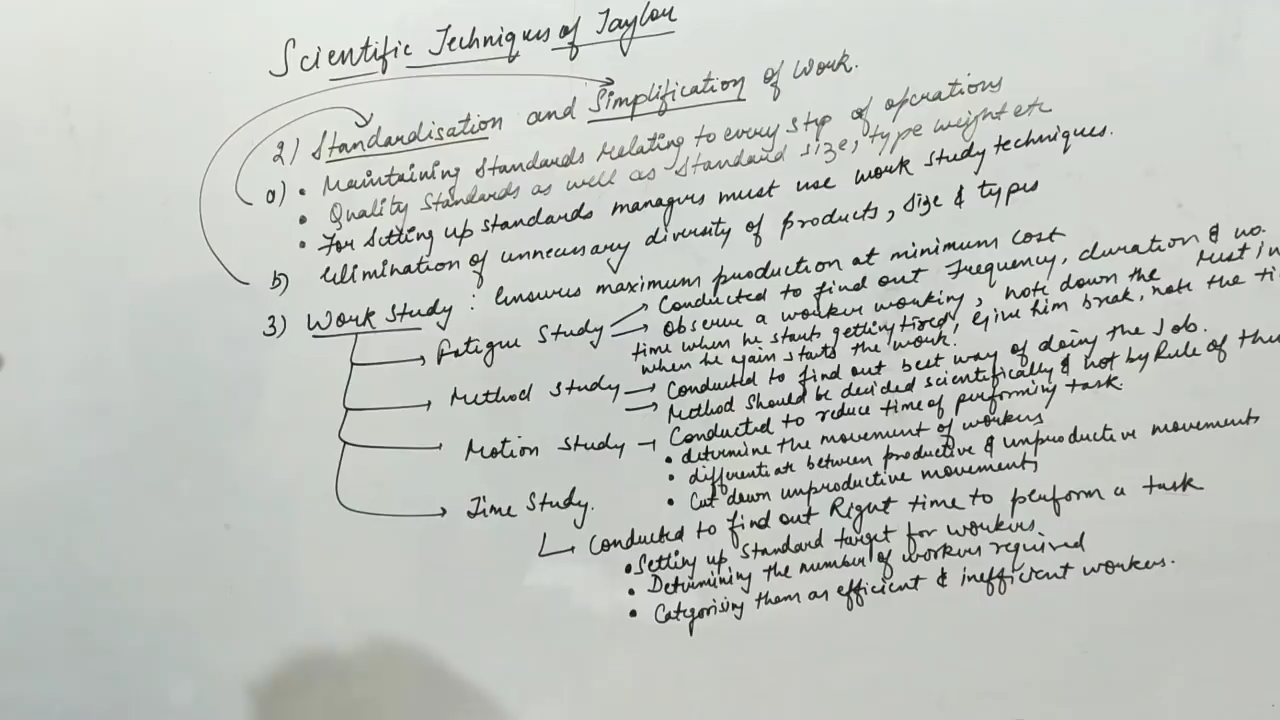 Scientific Techniques of Taylor
2) Standardisation and Simplification of Work.
a) • Maintaining Standards relating to every step of operations
• Quality Standards as well as Standard size, type weight etc
• For Setting up standards managers must use work study techniques.
b) Elimination of unnecessary diversity of products, size & types
3) Work Study : Ensures maximum production at minimum cost
Fatigue Study → Conducted to find out Frequency, duration & no.
→ Observe a worker working, note down the Rest in
time when he starts getting tired, give him break, note the ti
when he again starts the work.
Method Study → Conducted to find out best way of doing the Job.
→ Method Should be decided scientifically & not by Rule of thu
Motion Study → Conducted to reduce time of performing task.
• determine the movement of workers
• differentiate between productive & unproductive movements
• Cut down unproductive movements
Time Study.
Conducted to find out Right time to perform a task
• Setting up Standard target for workers.
• Determining the number of workers required
• Categorising them as efficient & inefficient workers.